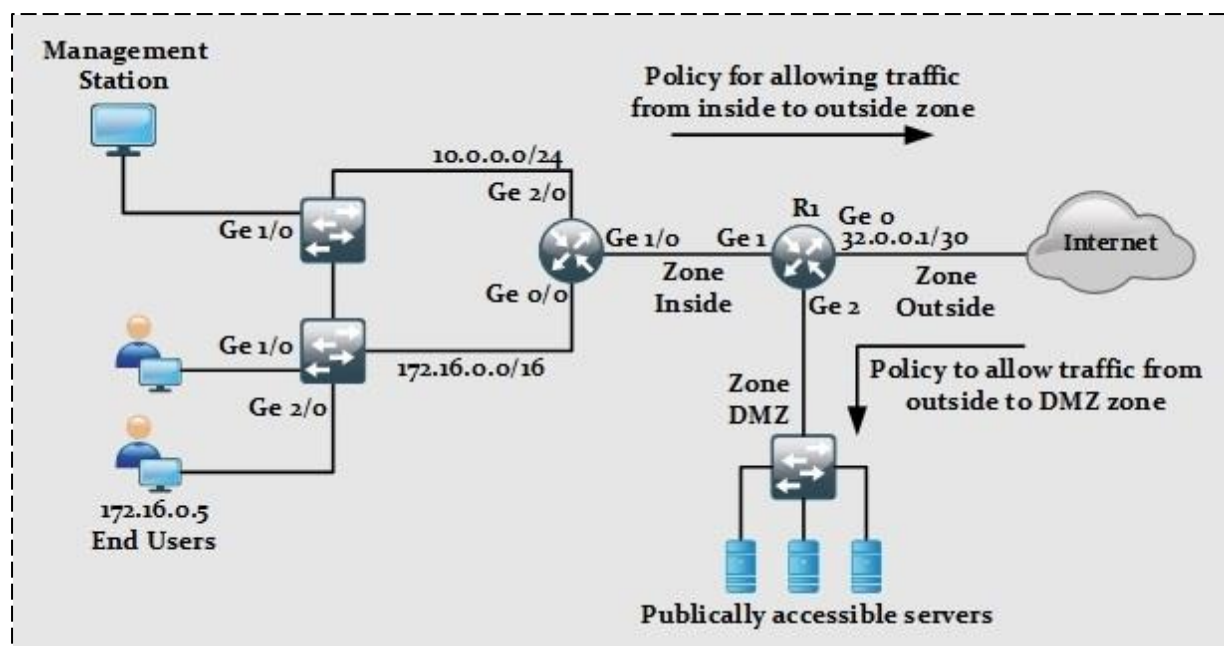 Management
Station
Policy for allowing traffic
from inside to outside zone
10.0.0.0/24
Ge 2/0
Ge 1/0
R1
Ge 0
Ge 1/0
Ge 1
32.0.0.1/30
Internet
Zone
Inside
Zone
Outside
Ge 0/0
Ge 2
Ge 1/0
172.16.0.0/16
Ge 2/0
Zone
DMZ
Policy to allow traffic from
outside to DMZ zone
172.16.0.5
End Users
Publically accessible servers